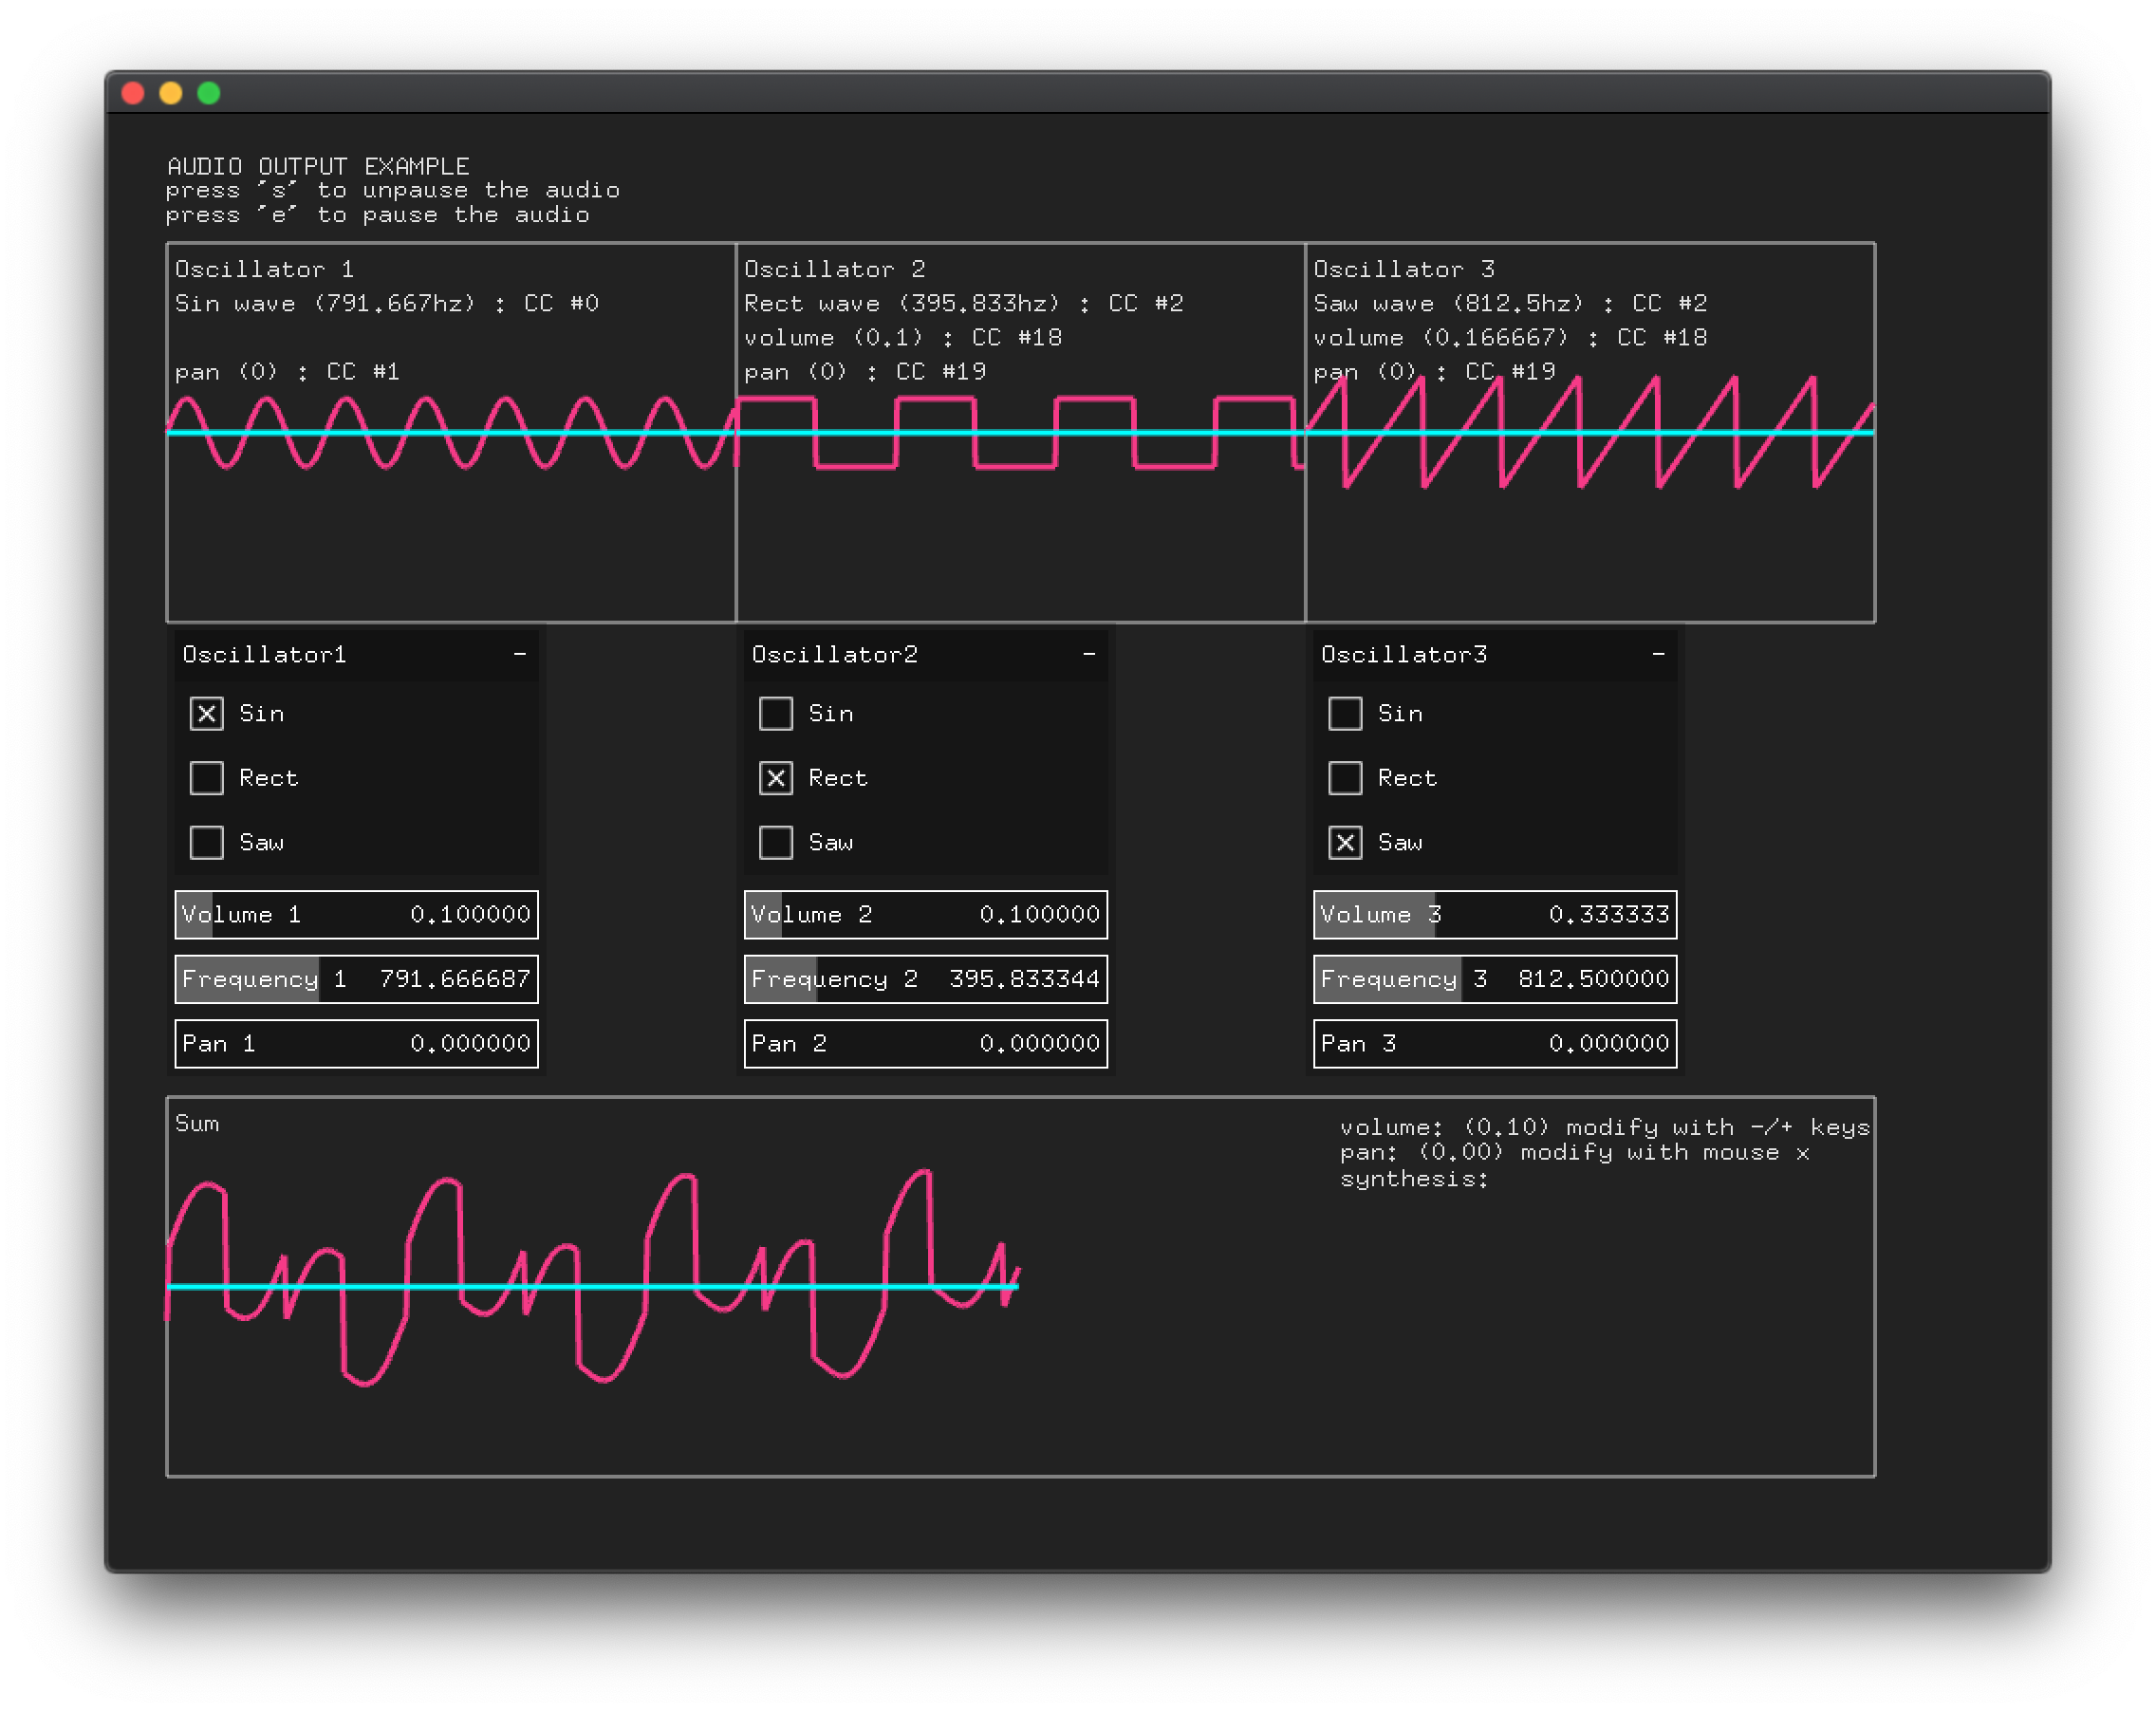 AUDIO OUTPUT EXAMPLE
press 's' to unpause the audio
press 'e' to pause the audio
Oscillator 1
Sin wave (791.667hz) : CC #0
pan (0) : CC #1
Oscillator 2
Rect wave (395.833hz) : CC #2
volume (0.1) : CC #18
pan (0) : CC #19
Oscillator 3
Saw wave (812.5hz) : CC #2
volume (0.166667) : CC #18
pan (0) : CC #19
Oscillator1 -
Sin
Rect
Saw
Volume 1 0.100000
Frequency 1 791.666687
Pan 1 0.000000
Oscillator2 -
Sin
Rect
Saw
Volume 2 0.100000
Frequency 2 395.833344
Pan 2 0.000000
Oscillator3 -
Sin
Rect
Saw
Volume 3 0.333333
Frequency 3 812.500000
Pan 3 0.000000
Sum
volume: (0.10) modify with -/+ keys
pan: (0.00) modify with mouse x
synthesis: